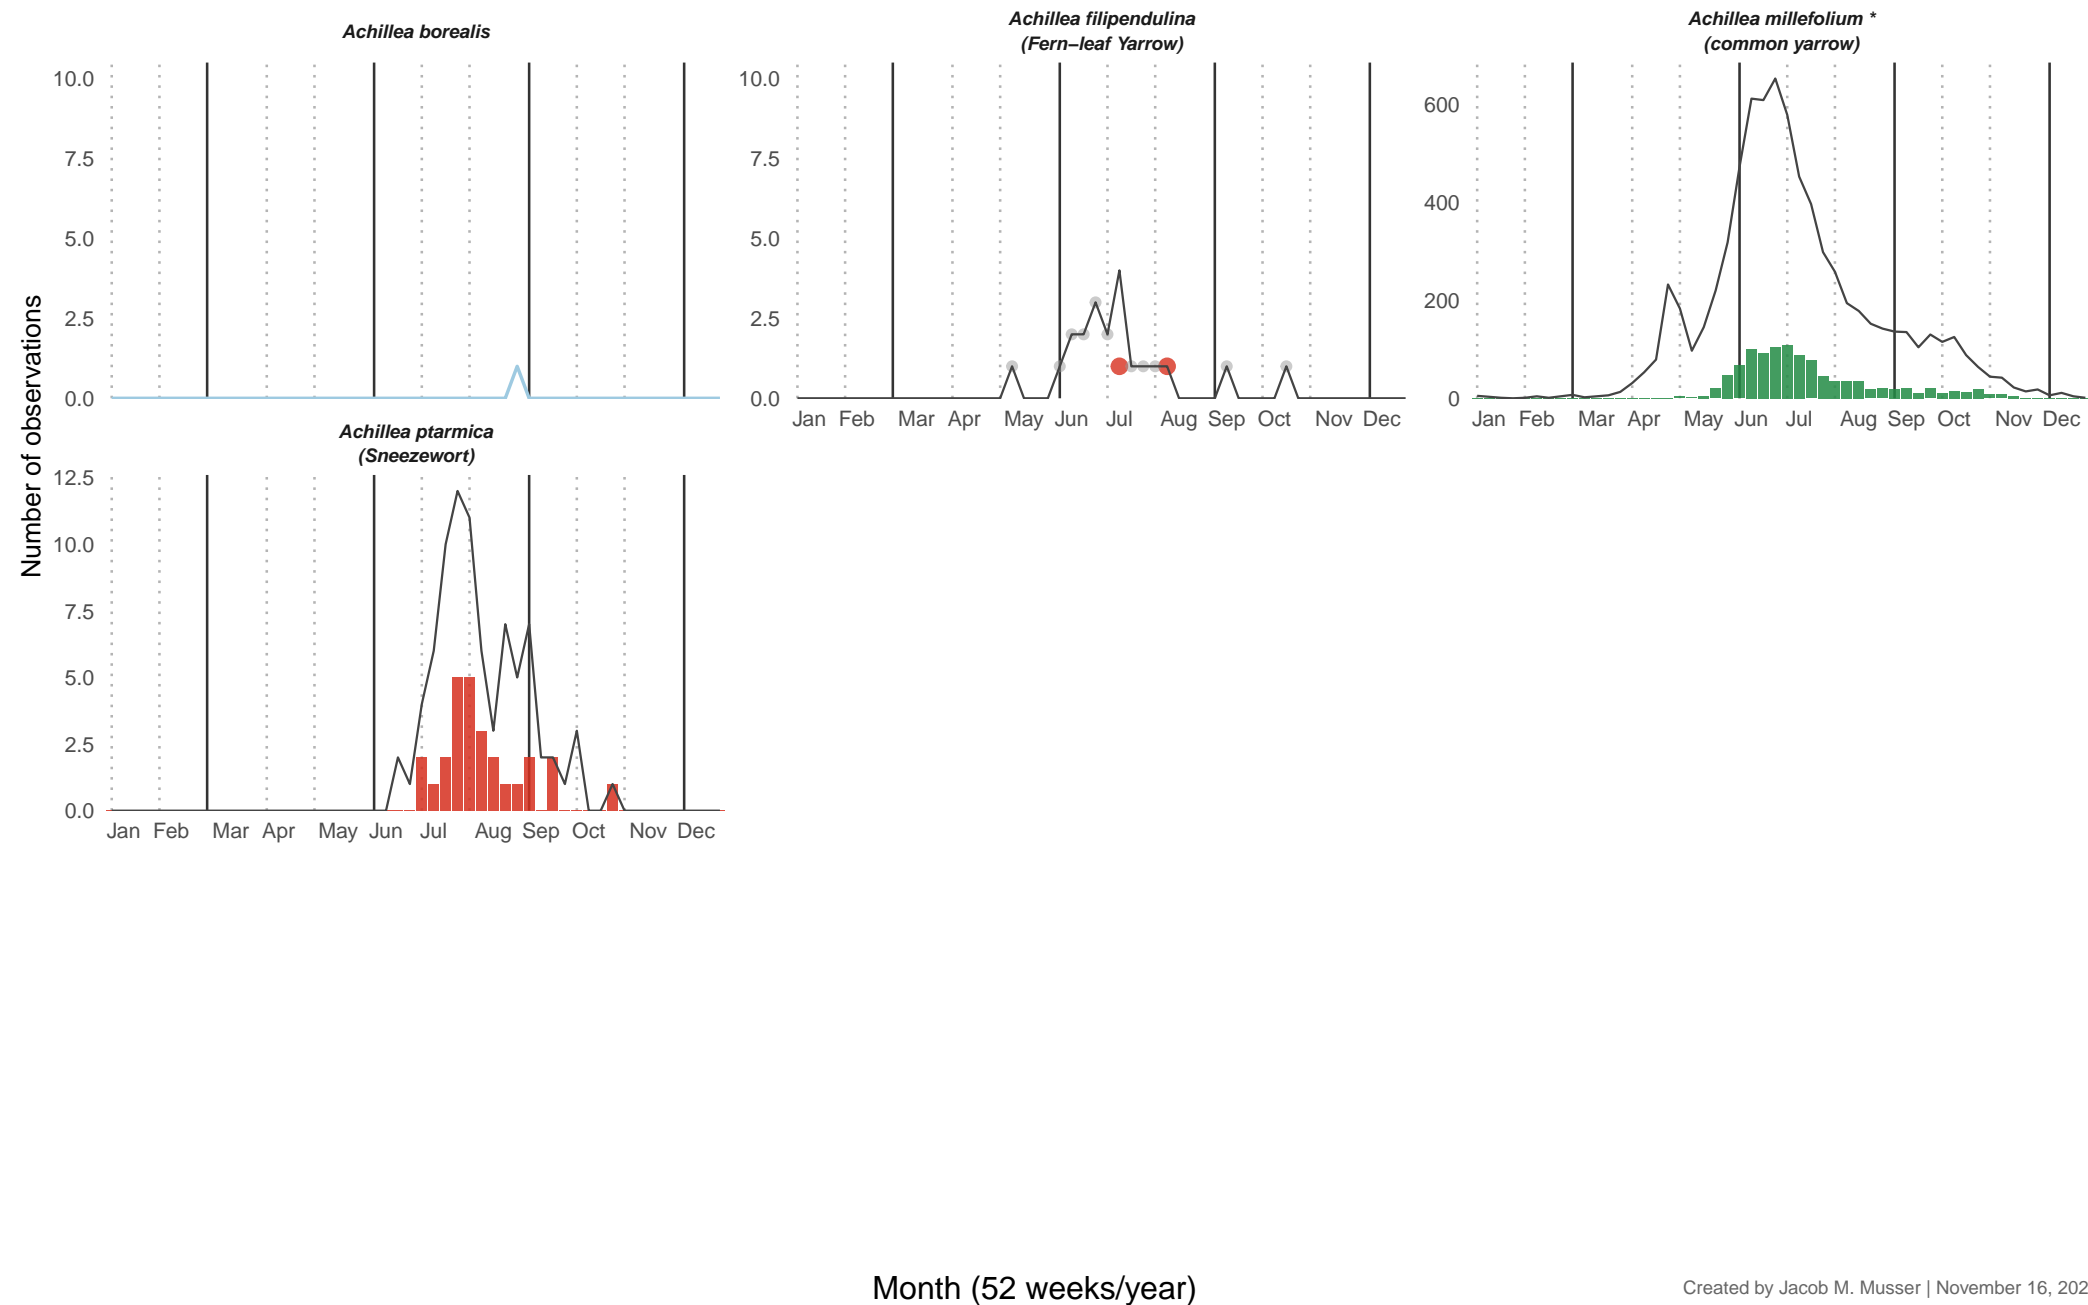 Achillea borealis
Achillea filipendulina
(Fern−leaf Yarrow)
Achillea millefolium *
(common yarrow)
10.0
7.5
5.0
2.5
0.0
10.0
7.5
5.0
2.5
0.0
Jan Feb Mar Apr May Jun Jul Aug Sep Oct Nov Dec
600
400
200
0
Jan Feb Mar Apr May Jun Jul Aug Sep Oct Nov Dec
Achillea ptarmica
(Sneezewort)
12.5
10.0
7.5
5.0
2.5
0.0
Jan Feb Mar Apr May Jun Jul Aug Sep Oct Nov Dec
Number of observations
Month (52 weeks/year)
Created by Jacob M. Musser | November 16, 202